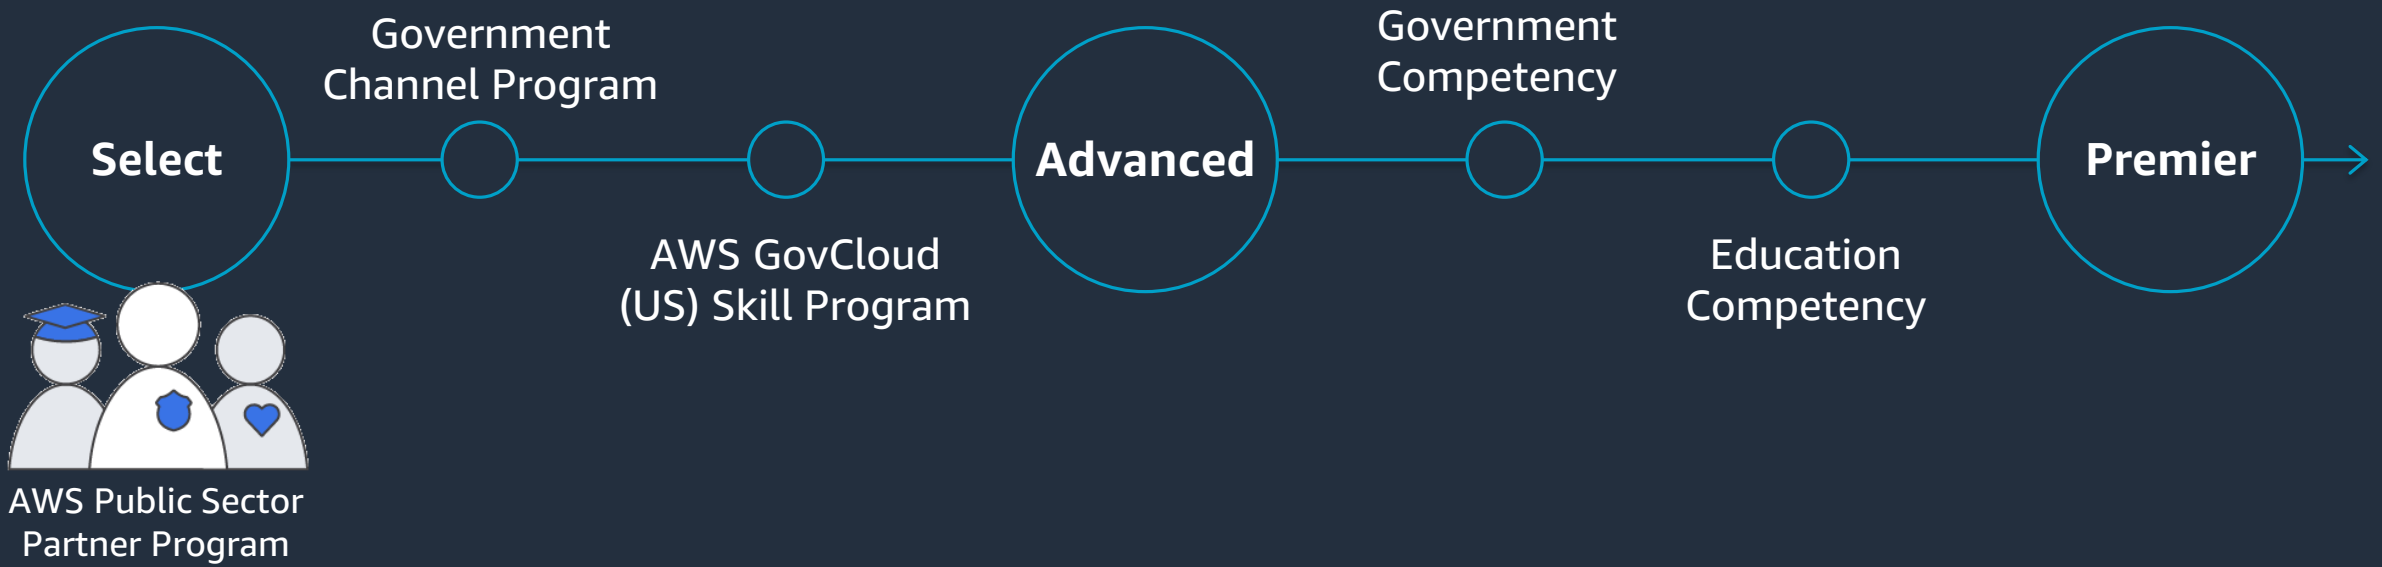 Select
AWS Public Sector
Partner Program
Government
Channel Program
AWS GovCloud
(US) Skill Program
Advanced
Government
Competency
Education
Competency
Premier